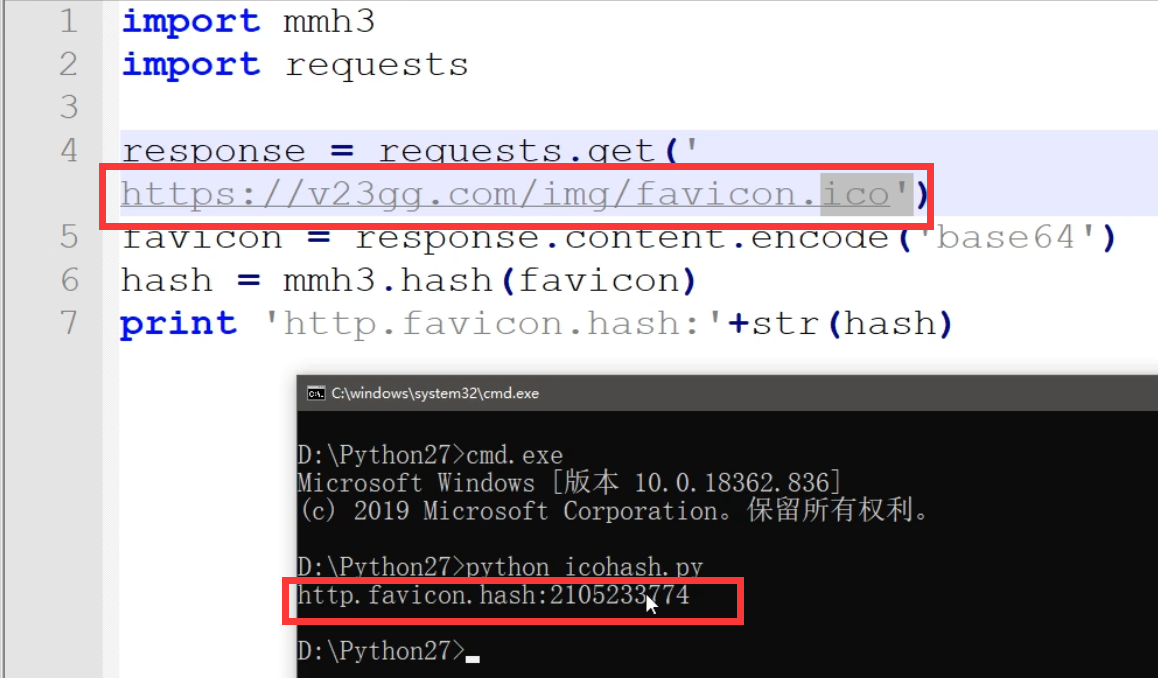 1 import mmh3
2 import requests
3
4 response = requests.get('
https://v23gg.com/img/favicon.ico')
5 favicon = response.content.encode('base64')
6 hash = mmh3.hash(favicon)
7 print 'http.favicon.hash:'+str(hash)
C:\windows\system32\cmd.exe
D:\Python27>cmd.exe
Microsoft Windows [版本 10.0.18362.836]
(c) 2019 Microsoft Corporation。保留所有权利。
D:\Python27>python icohash.py
http.favicon.hash:2105233774
D:\Python27>